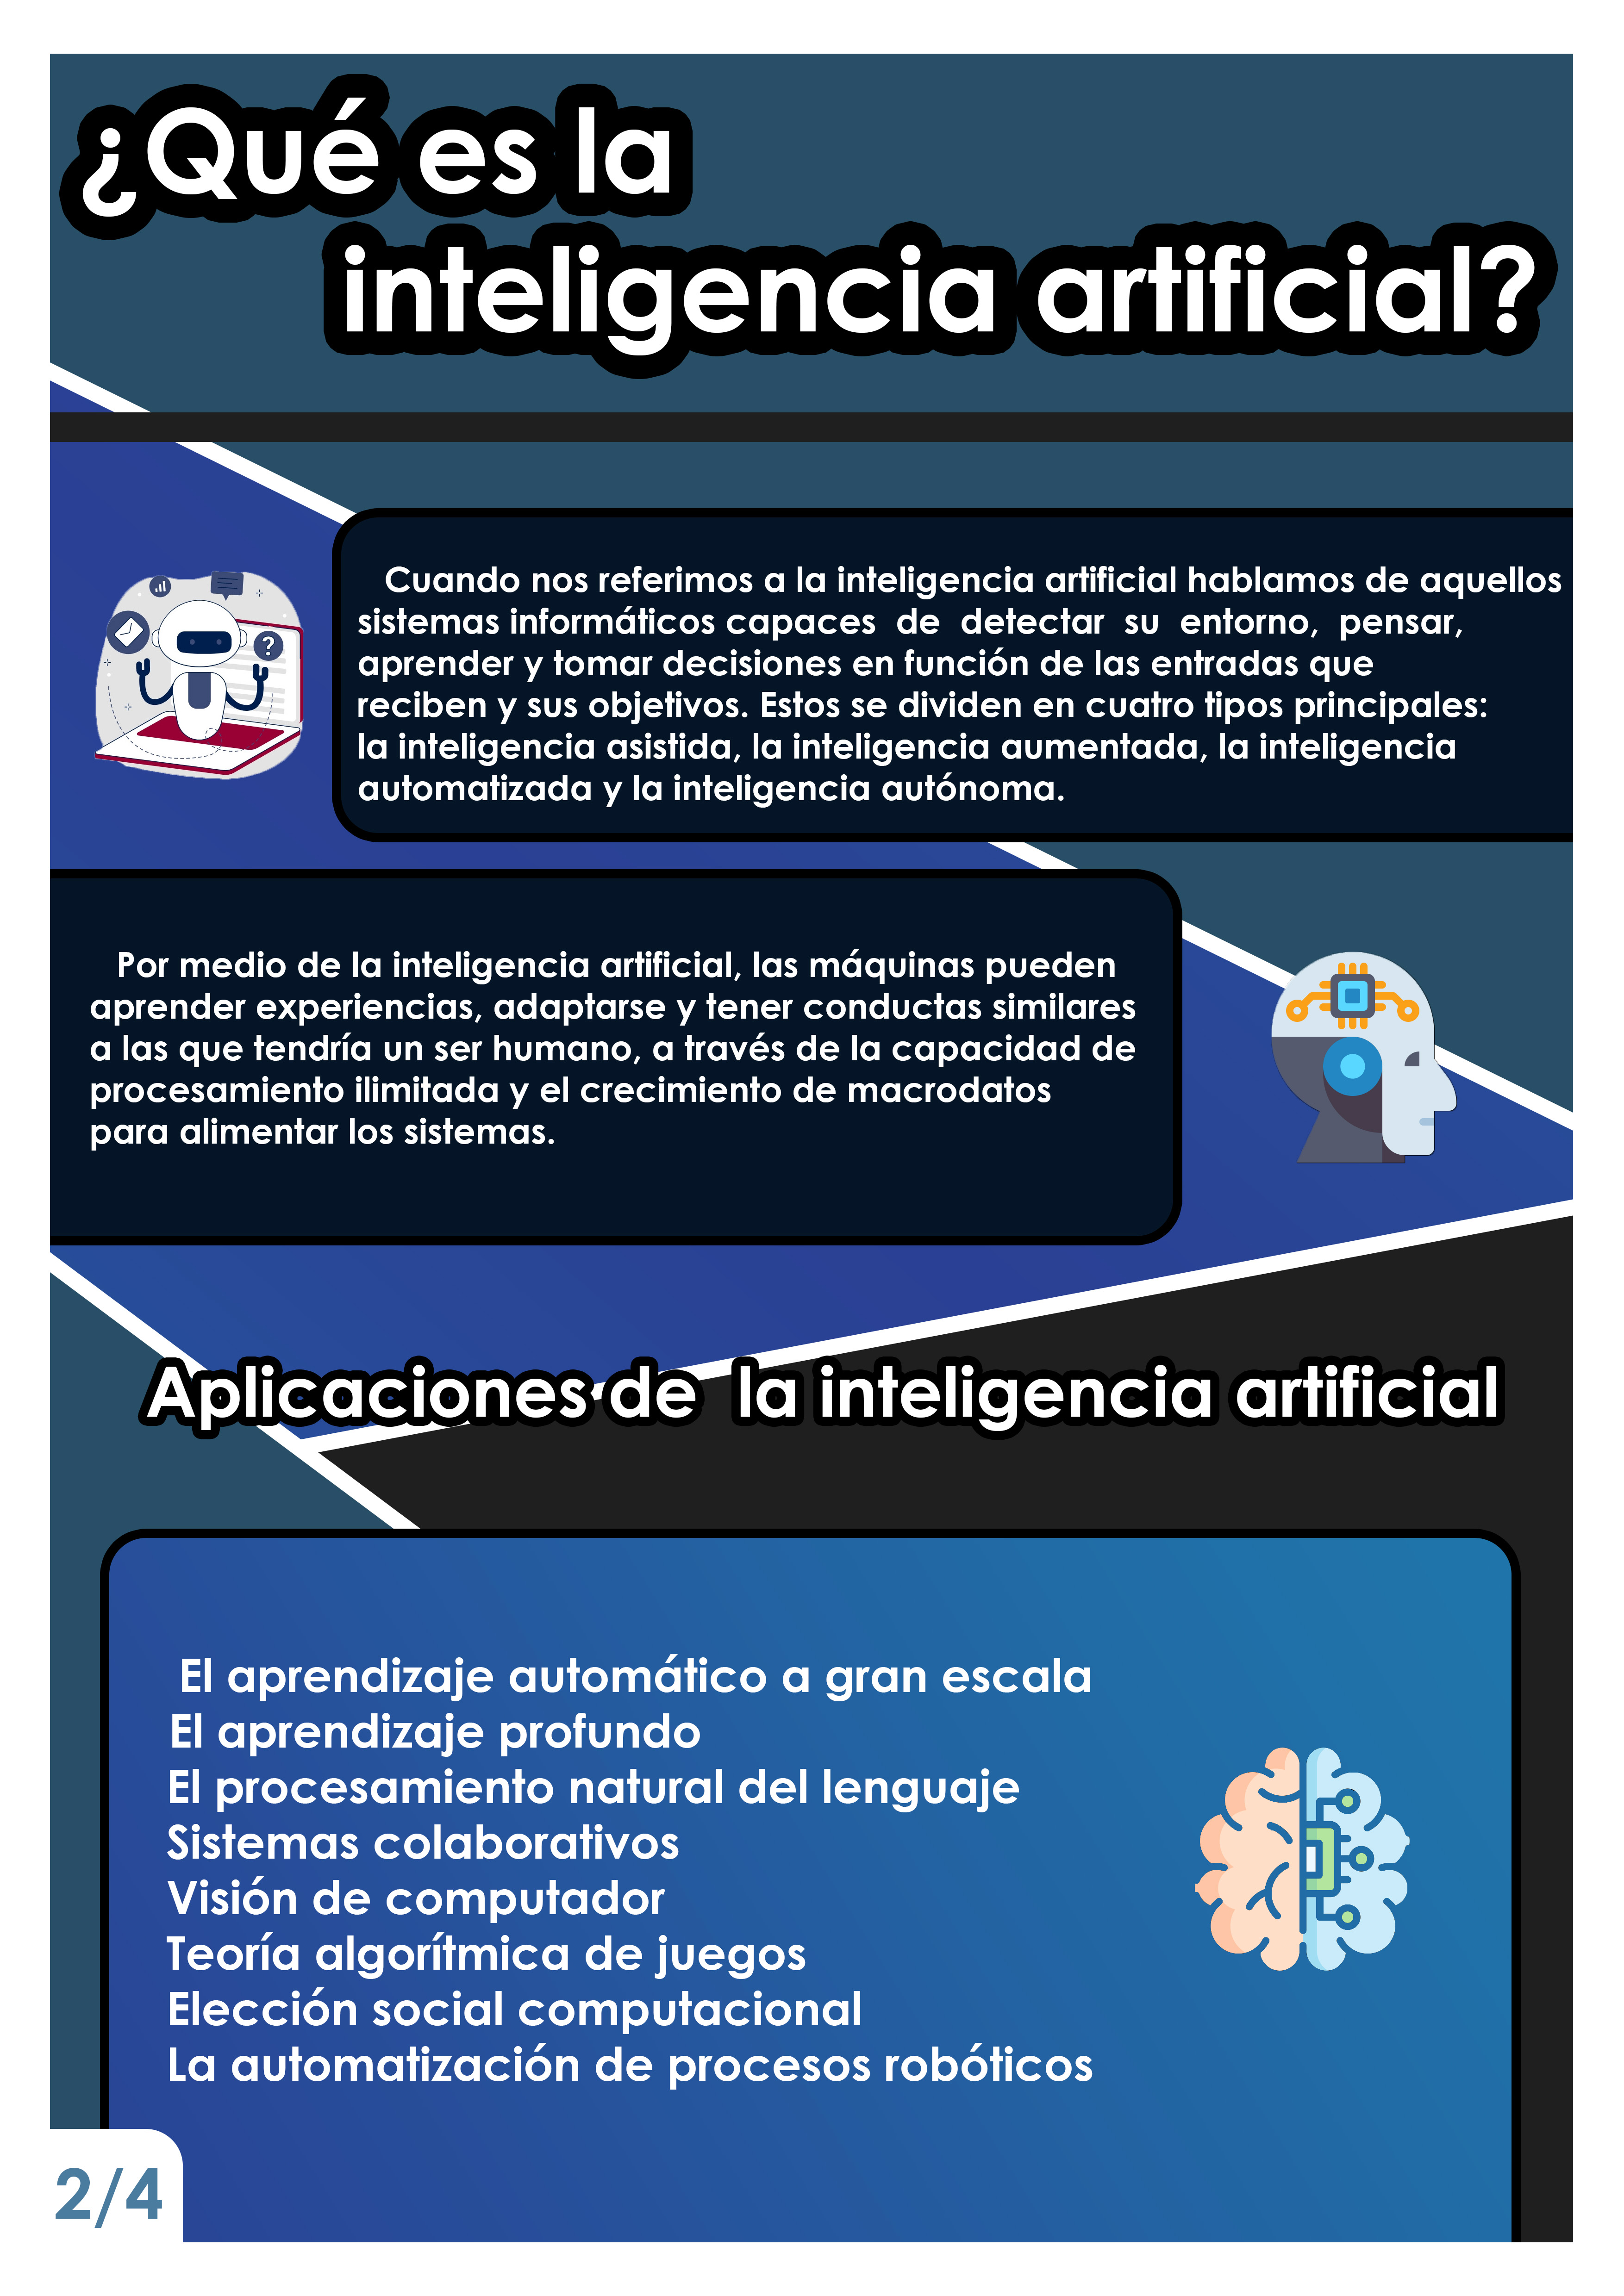 ¿Qué es la
inteligencia artificial?
Cuando nos referimos a la inteligencia artificial hablamos de aquellos
sistemas informáticos capaces de detectar su entorno, pensar,
aprender y tomar decisiones en función de las entradas que
reciben y sus objetivos. Estos se dividen en cuatro tipos principales:
la inteligencia asistida, la inteligencia aumentada, la inteligencia
automatizada y la inteligencia autónoma.
?
Por medio de la inteligencia artificial, las máquinas pueden
aprender experiencias, adaptarse y tener conductas similares
a las que tendría un ser humano, a través de la capacidad de
procesamiento ilimitada y el crecimiento de macrodatos
para alimentar los sistemas.
Aplicaciones de la inteligencia artificial
El aprendizaje automático a gran escala
El aprendizaje profundo
El procesamiento natural del lenguaje
Sistemas colaborativos
Visión de computador
Teoría algorítmica de juegos
Elección social computacional
La automatización de procesos robóticos
2/4